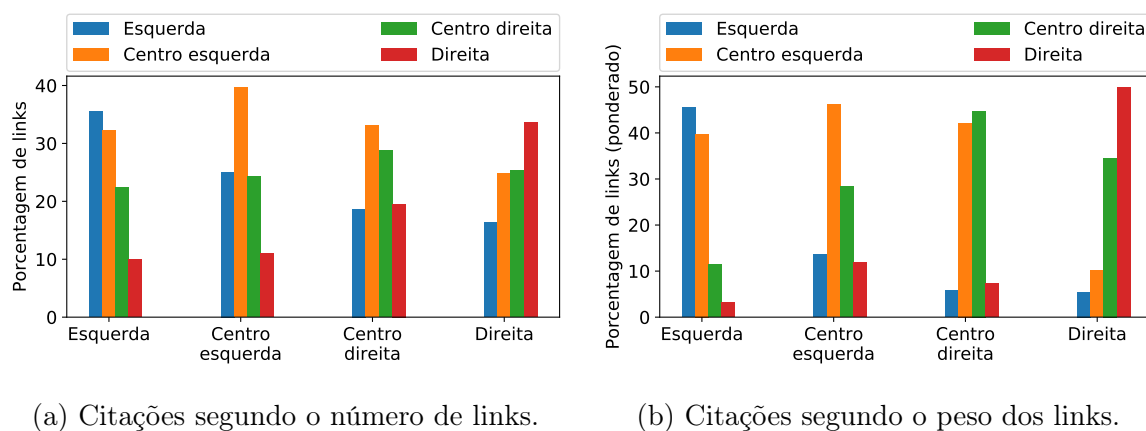 Esquerda
Centro esquerda
Centro direita
Direita
Porcentagem de links
40
30
20
10
0
Esquerda
Centro
esquerda
Centro
direita
Direita
(a) Citações segundo o número de links.
Esquerda
Centro esquerda
Centro direita
Direita
Porcentagem de links (ponderado)
50
40
30
20
10
0
Esquerda
Centro
esquerda
Centro
direita
Direita
(b) Citações segundo o peso dos links.